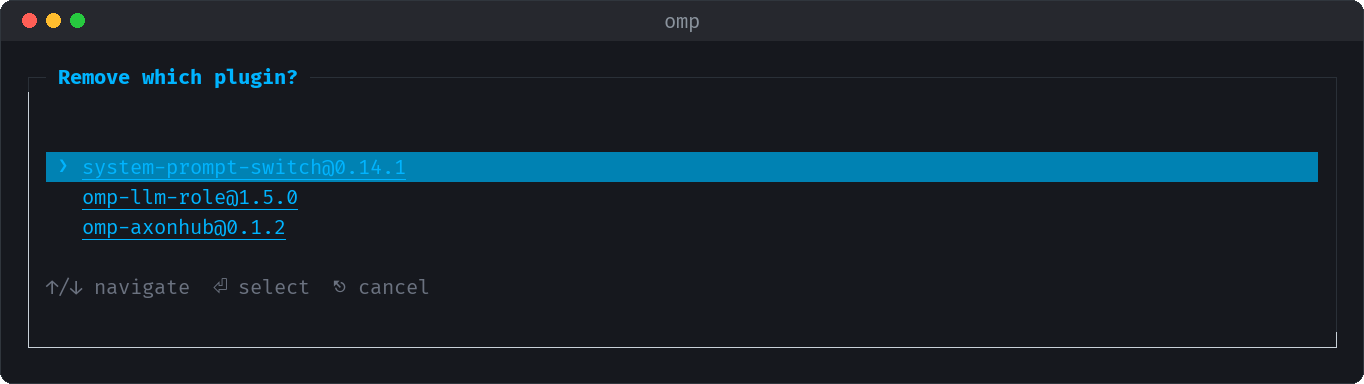 omp
Remove which plugin?
❯ system-prompt-switch@0.14.1
omp-llm-role@1.5.0
omp-axonhub@0.1.2
↑/↓ navigate  ⏎ select  ⎋ cancel